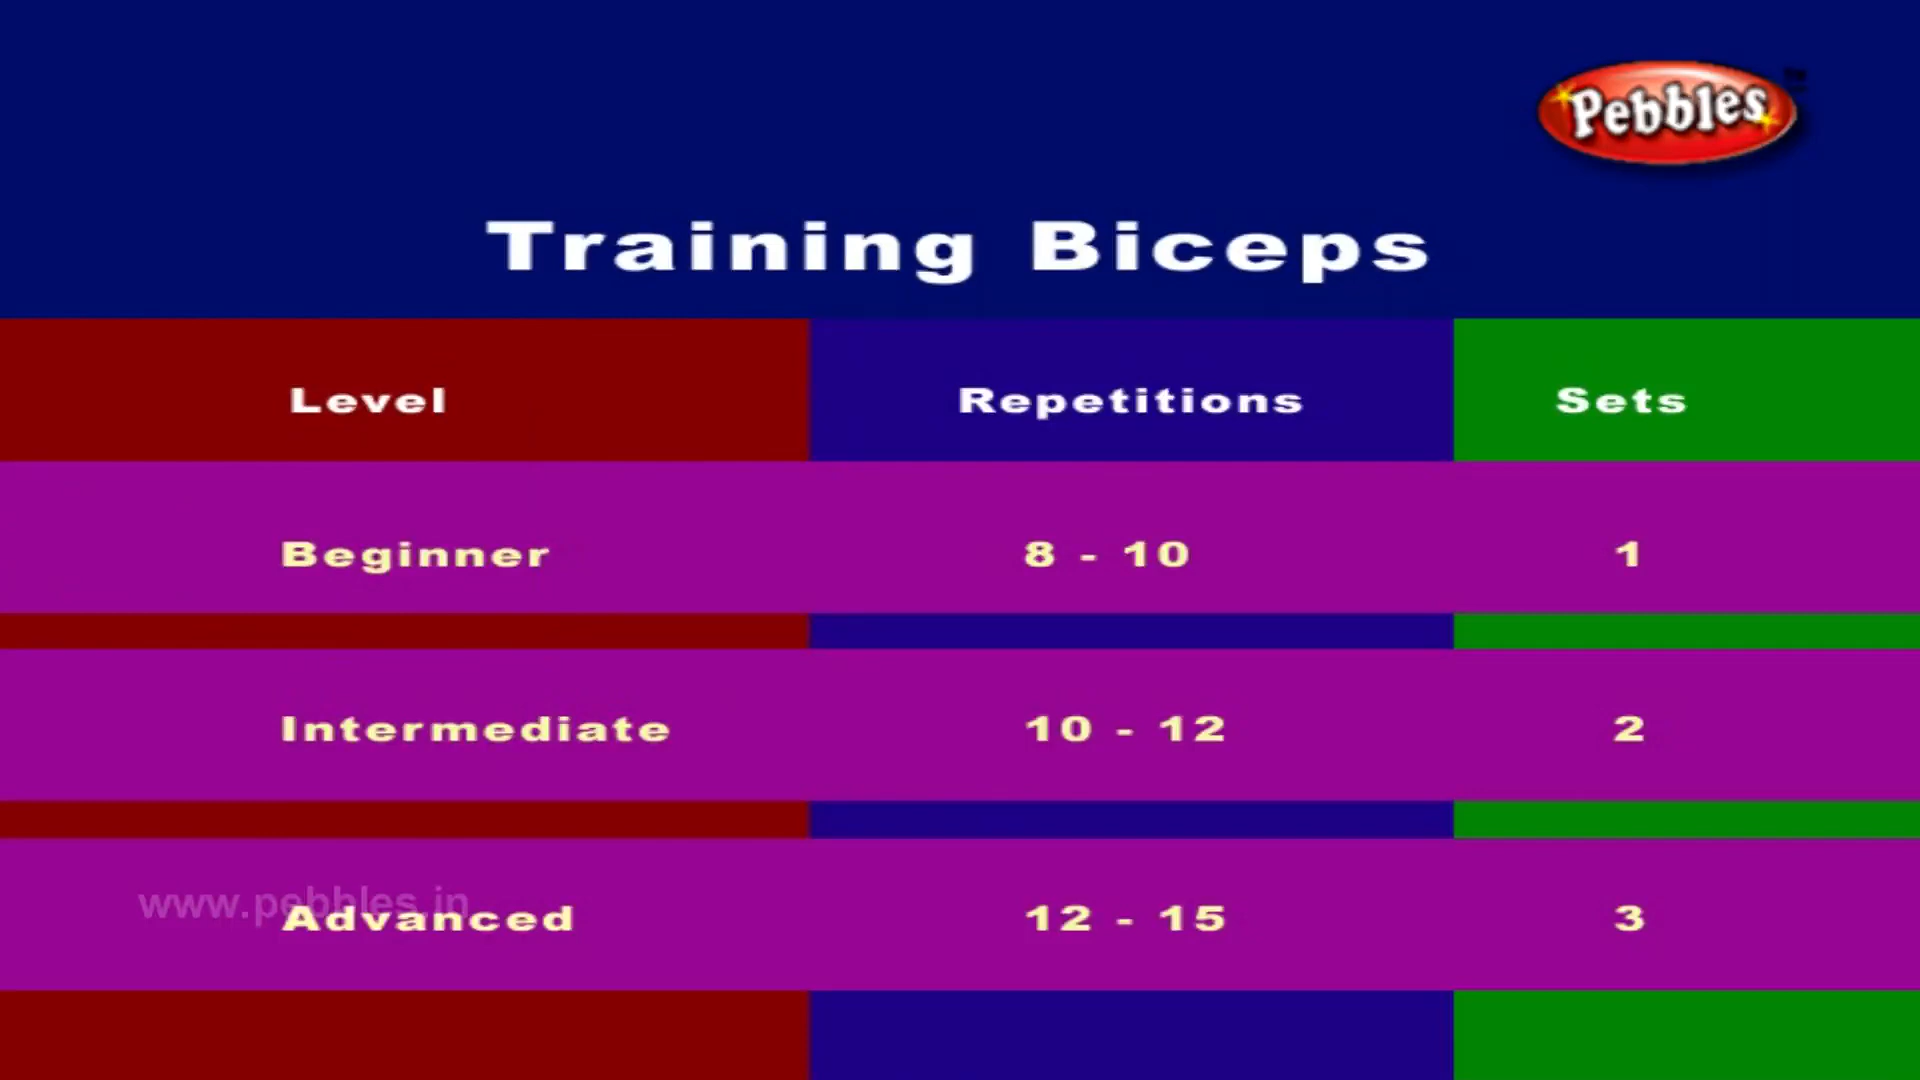 Pebbles TM
Training Biceps
Level Repetitions Sets
Beginner 8 - 10 1
Intermediate 10 - 12 2
www.pebbles.in
Advanced 12 - 15 3